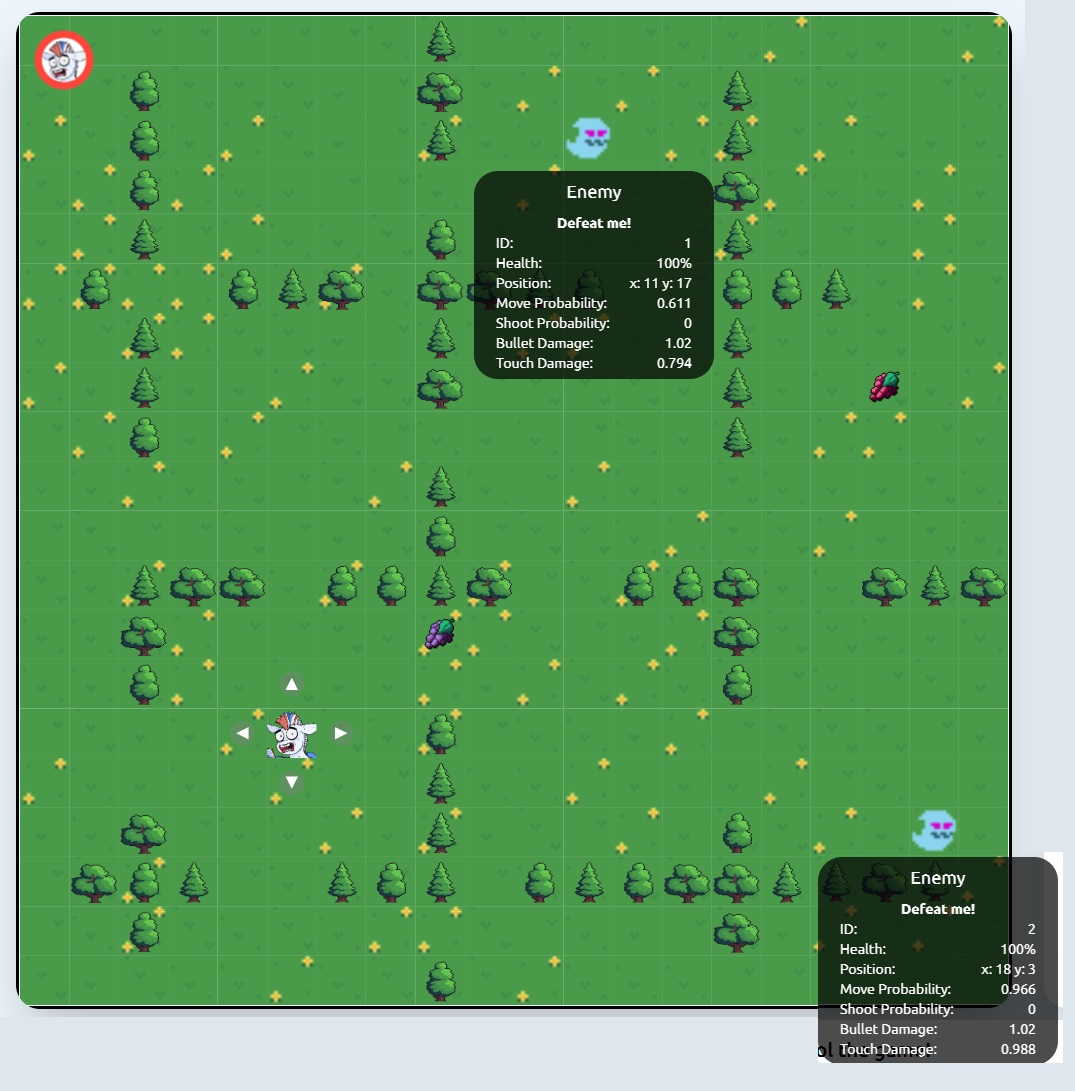 Enemy
Defeat me!
ID: 1
Health: 100%
Position: x: 11 y: 17
Move Probability: 0.611
Shoot Probability: 0
Bullet Damage: 1.02
Touch Damage: 0.794
Enemy
Defeat me!
ID: 2
Health: 100%
Position: x: 18 y: 3
Move Probability: 0.966
Shoot Probability: 0
Bullet Damage: 1.02
Touch Damage: 0.988